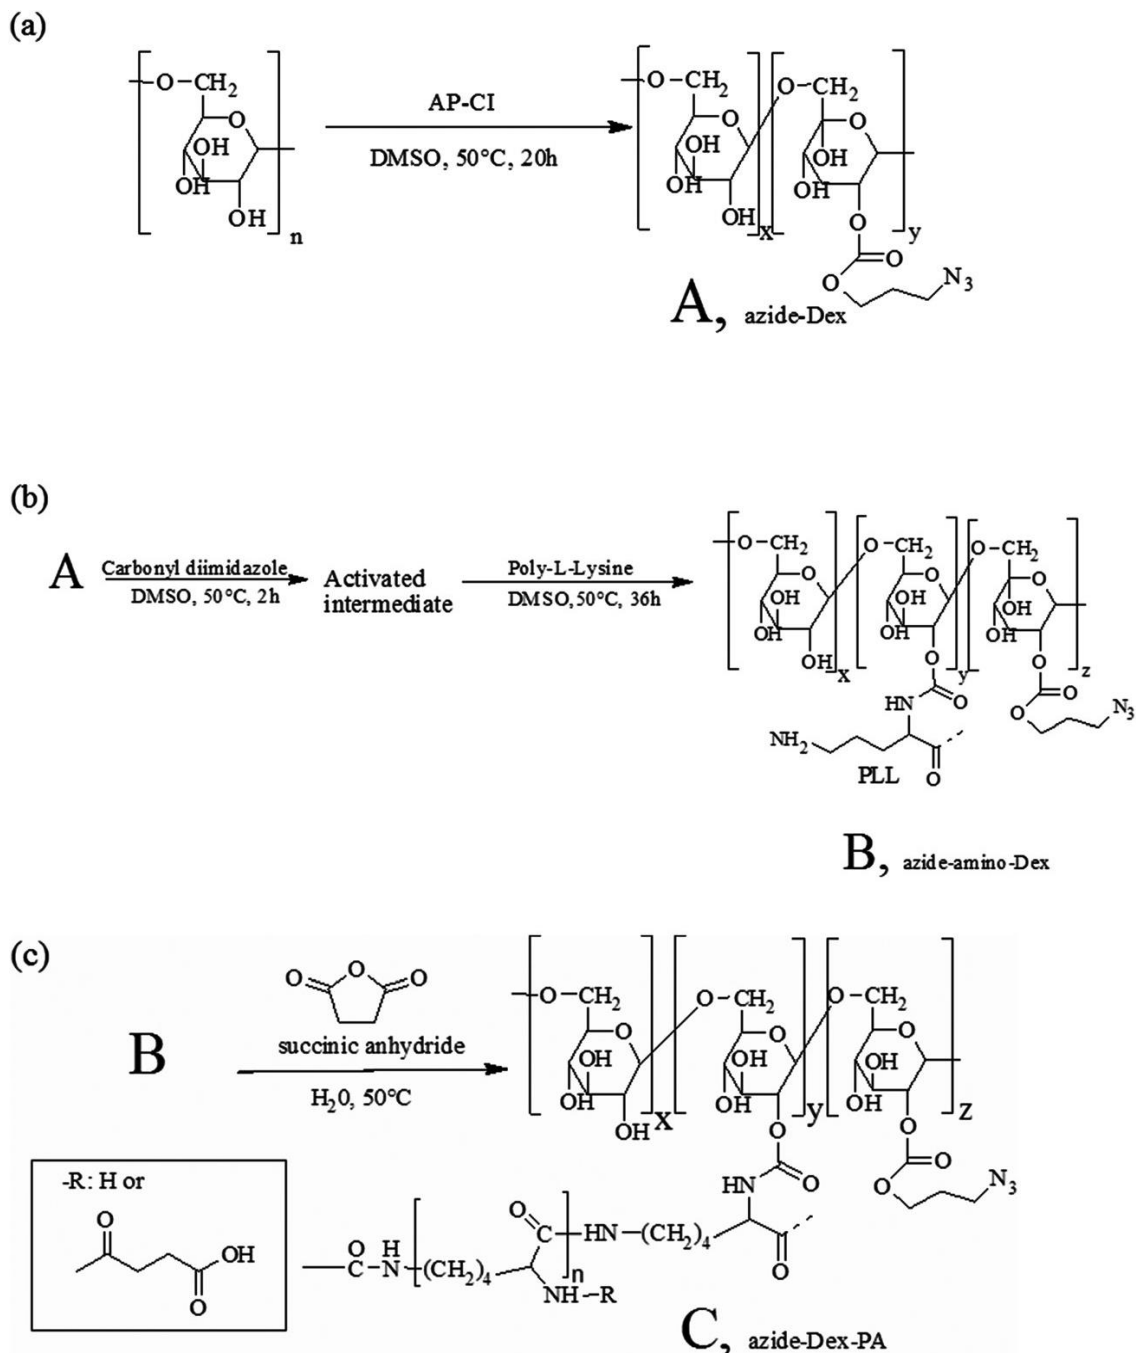 (a)
O-CH2
O
OH
OH
OH
n
AP-CI
DMSO, 50°C, 20h
O-CH2
O
OH
OH
OH
x
O-CH2
O
OH
OH
O
O
O
N3
y
A, azide-Dex
(b)
A
Carbonyl diimidazole
DMSO, 50°C, 2h
Activated
intermediate
Poly-L-Lysine
DMSO,50°C, 36h
O-CH2
O
OH
OH
OH
x
O-CH2
O
OH
OH
O
y
HN
O
NH2
O
PLL
O-CH2
O
OH
OH
O
O
O
N3
z
B, azide-amino-Dex
(c)
B
O
O
O
succinic anhydride
H20, 50°C
O-CH2
O
OH
OH
OH
x
O-CH2
O
OH
OH
O
y
HN
O
O
O-CH2
O
OH
OH
O
O
O
N3
z
-R: H or
O
OH
O
O
C
H
N
(CH2)4
O
n
NH-R
HN-(CH2)4
C, azide-Dex-PA